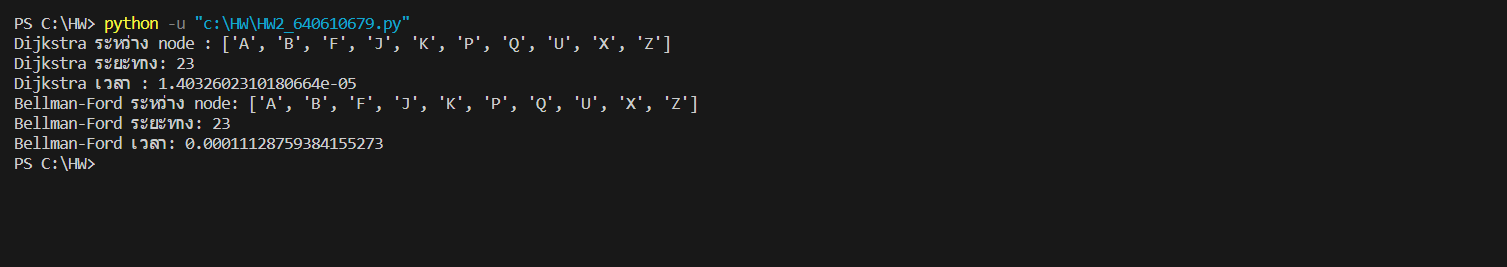 PS C:\HW> python -u "c:\HW\HW2_640610679.py"
Dijkstra ระหว่าง node : ['A', 'B', 'F', 'J', 'K', 'P', 'Q', 'U', 'X', 'Z']
Dijkstra ระยะทาง: 23
Dijkstra เวลา : 1.4032602310180664e-05
Bellman-Ford ระหว่าง node: ['A', 'B', 'F', 'J', 'K', 'P', 'Q', 'U', 'X', 'Z']
Bellman-Ford ระยะทาง: 23
Bellman-Ford เวลา: 0.00011128759384155273
PS C:\HW>